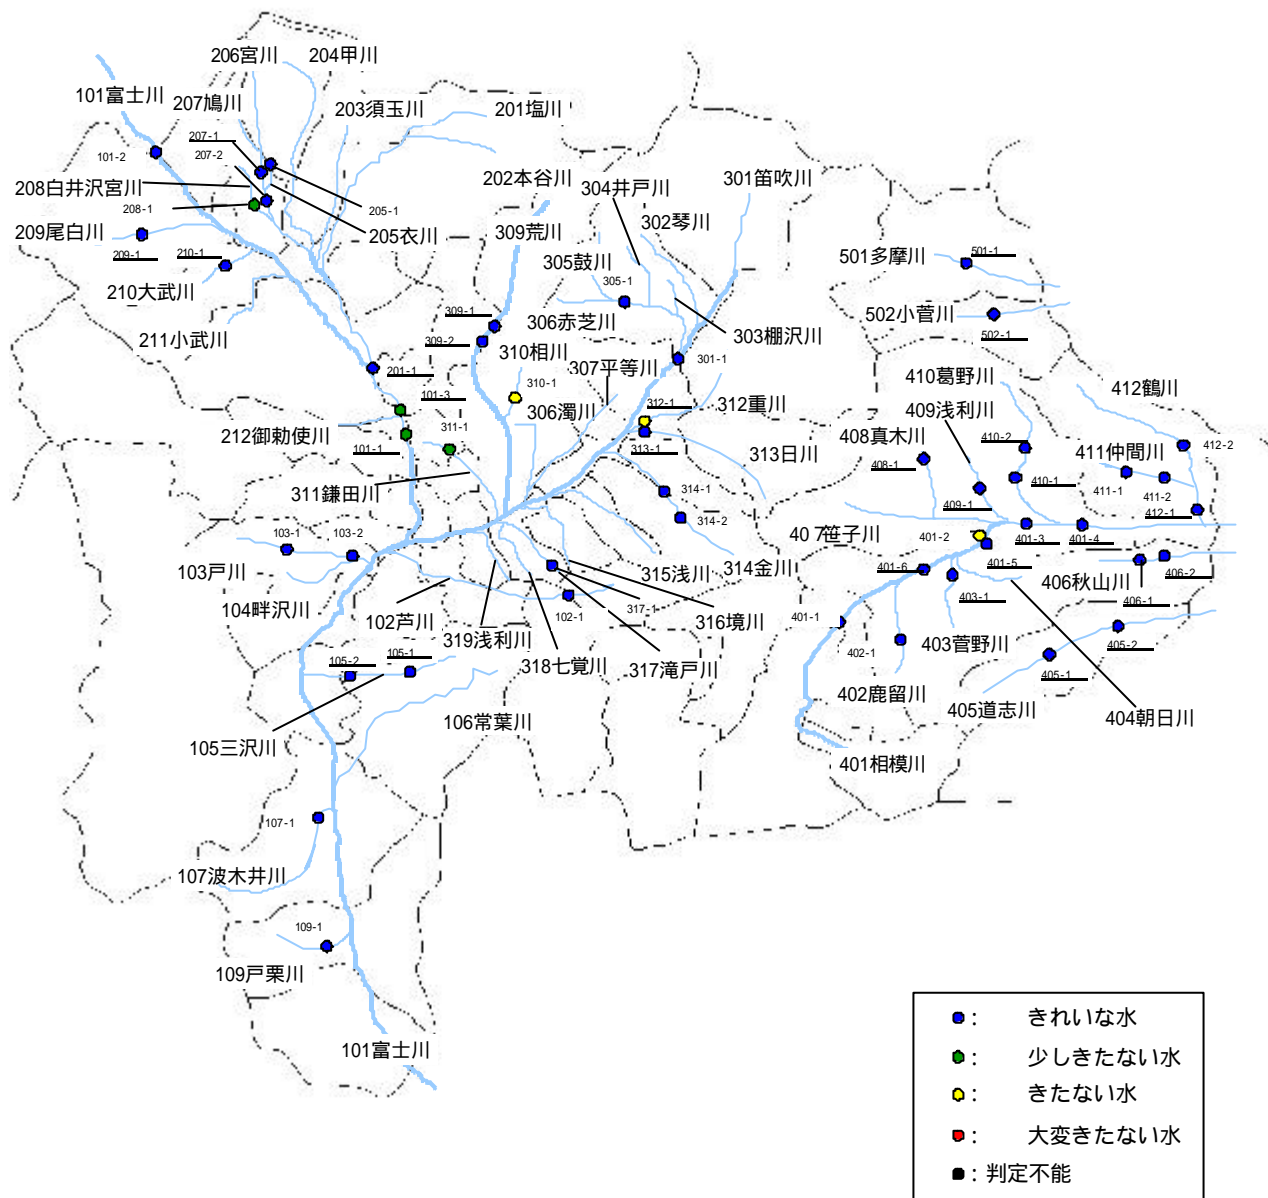 206宮川
204甲川
101富士川
207鳩川
203須玉川
201塩川
207-1
101-2
207-2
202本谷川
304井戸川
301笛吹川
208白井沢宮川
208-1
205-1
302琴川
209尾白川
205衣川
309荒川
209-1
210-1
305鼓川
501多摩川
501-1
305-1
210大武川
309-1
306赤芝川
502小菅川
211小武川
309-2
303棚沢川
502-1
310相川
301-1
307平等川
201-1
410葛野川
412鶴川
310-1
101-3
312-1
312重川
409浅利川
306濁川
212御勅使川
311-1
408真木川
410-2
412-2
101-1
313-1
313日川
411仲間川
408-1
311鎌田川
314-1
410-1
411-1
411-2
409-1
314-2
412-1
103-1
103-2
407笹子川
401-2
401-3
401-4
103戸川
315浅川
314金川
401-6
401-5
406秋山川
406-2
104畔沢川
102芦川
317-1
403-1
406-1
102-1
316境川
401-1
319浅利川
402-1
403菅野川
405-2
105-2
105-1
318七覚川
317滝戸川
405-1
402鹿留川
405道志川
404朝日川
106常葉川
105三沢川
401相模川
107-1
107波木井川
109-1
109戸栗川
101富士川
: きれいな水
: 少しきたない水
: きたない水
: 大変きたない水
: 判定不能